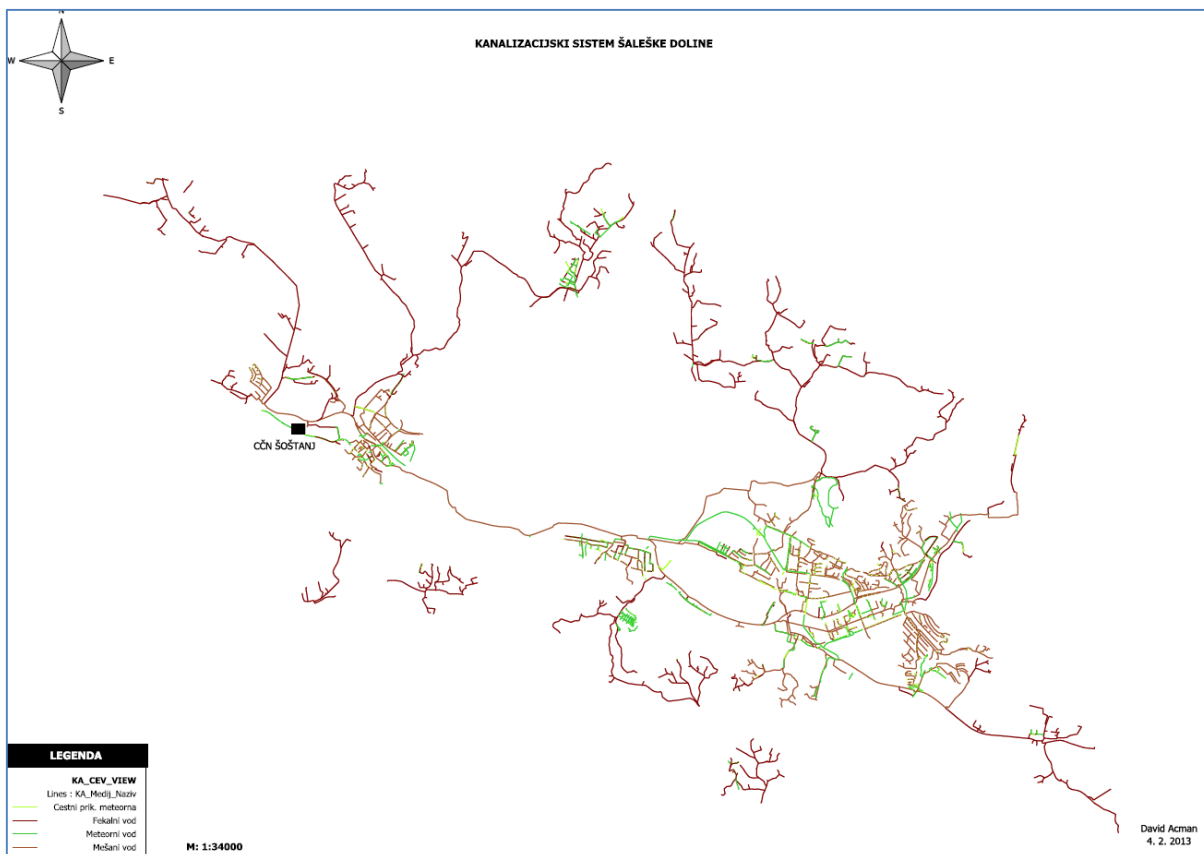 N
W
E
S
KANALIZACIJSKI SISTEM ŠALEŠKE DOLINE
CČN ŠOŠTANJ
LEGENDA
KA_CEV_VIEW
Lines : KA_Medij_Naziv
Cestni prik. meteorna
Fekalni vod
Meteorni vod
Mešani vod
M: 1:34000
David Acman
4. 2. 2013